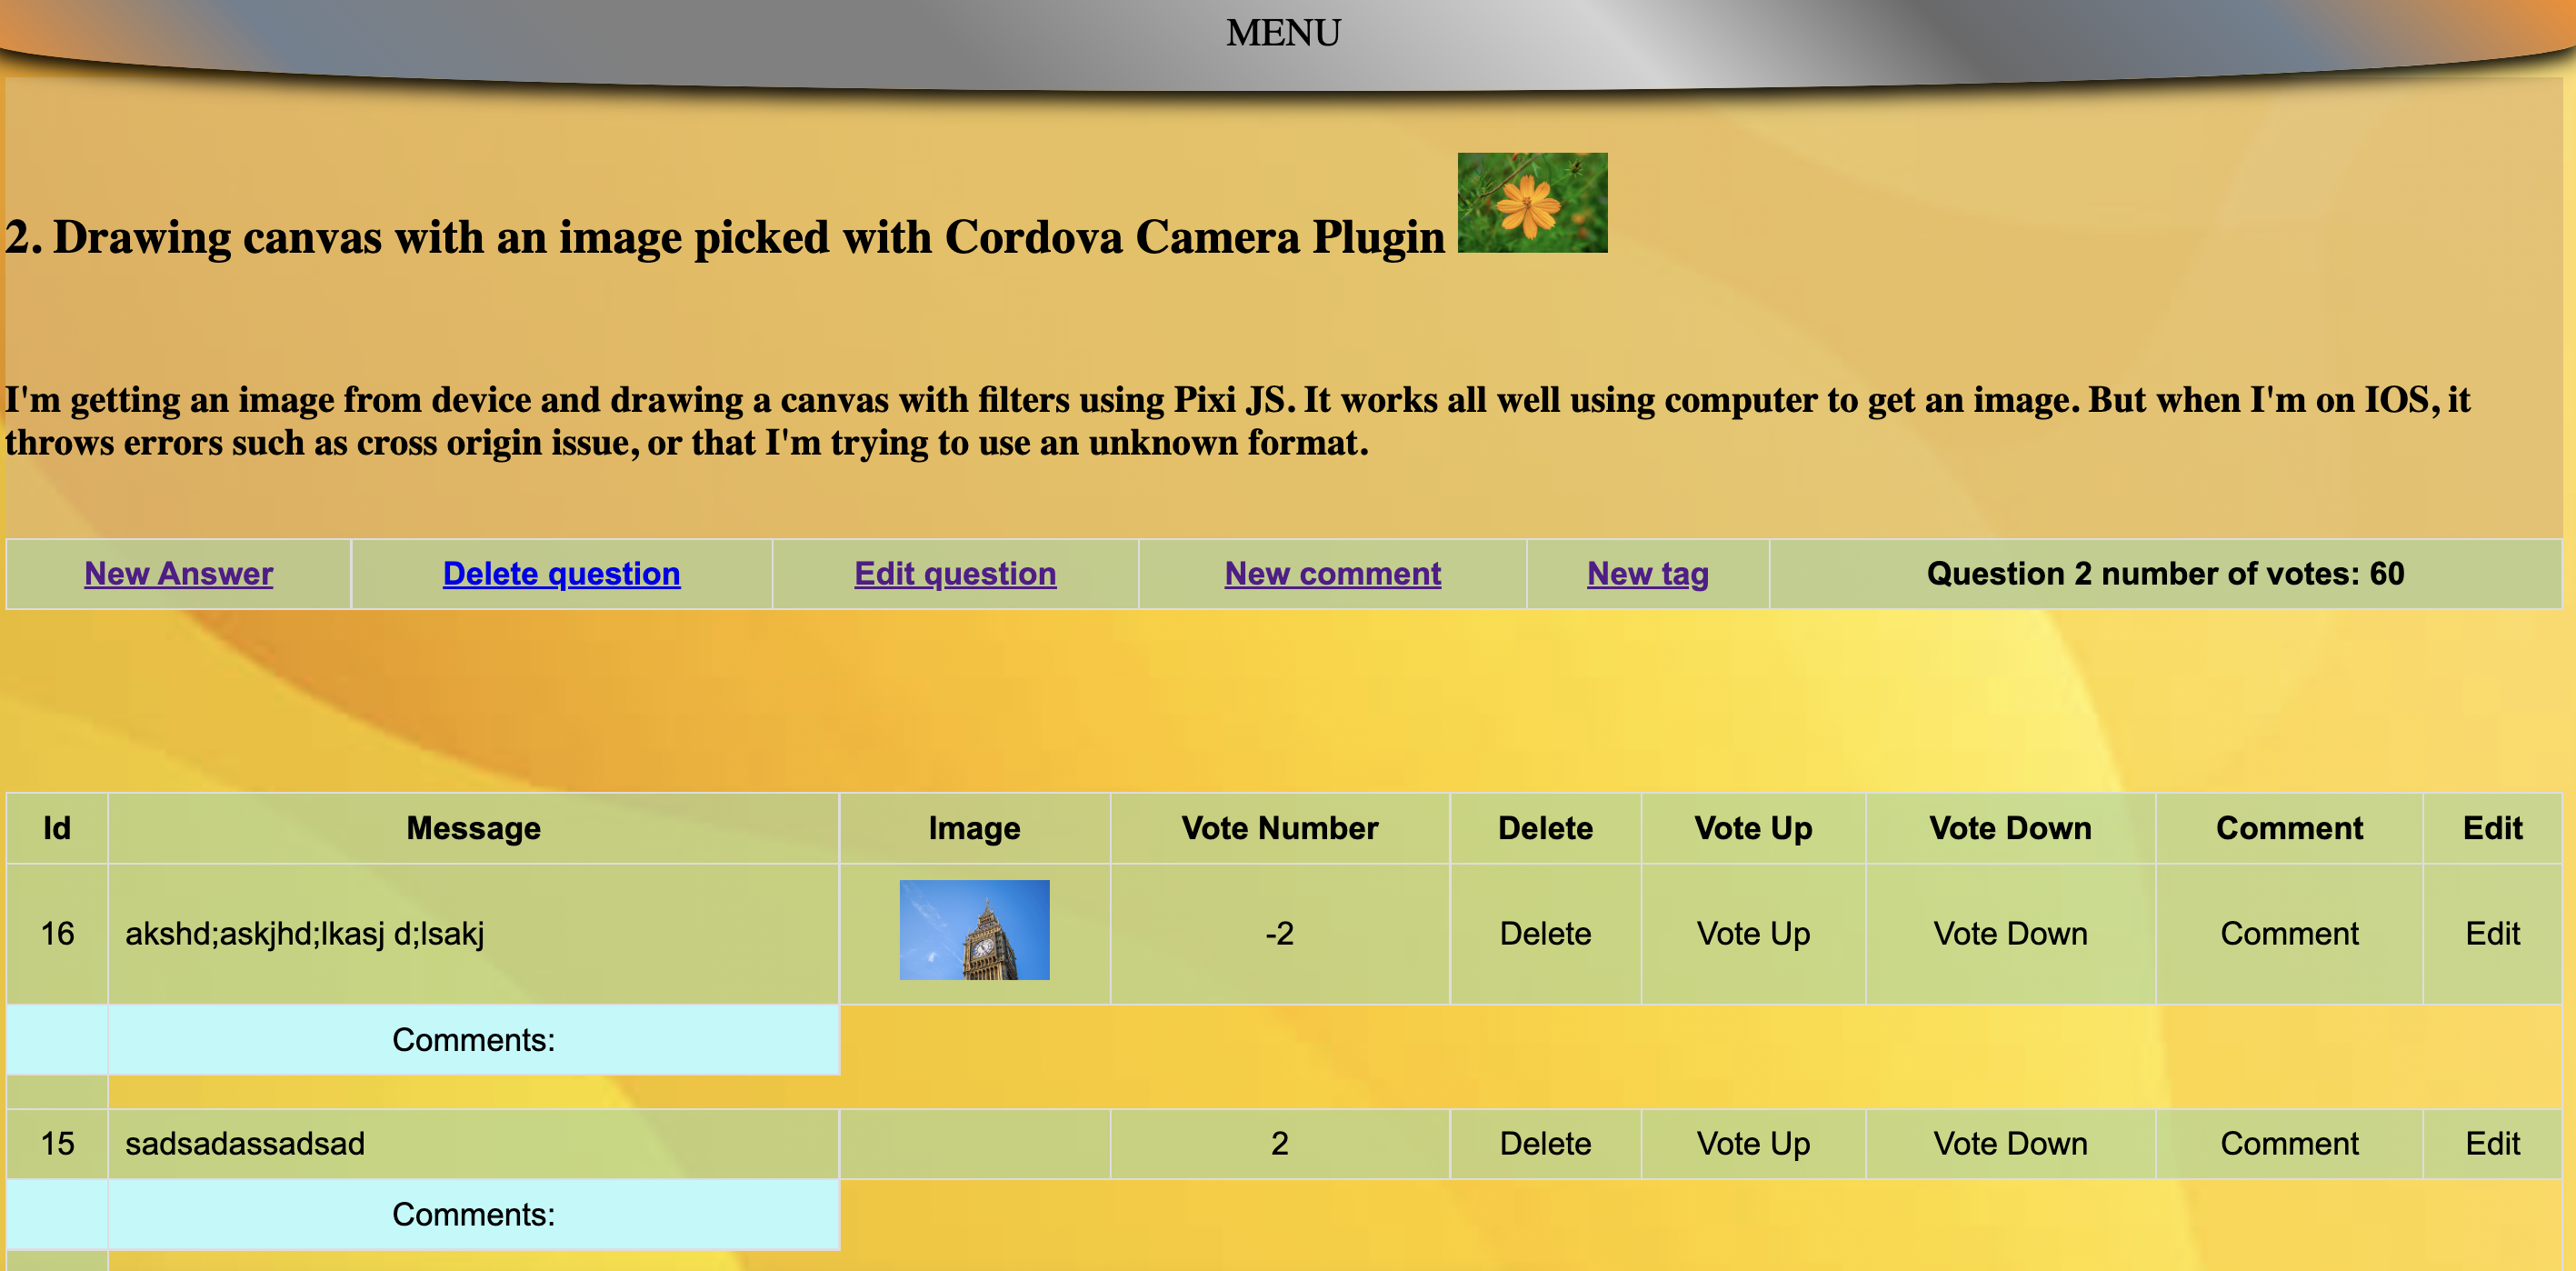 MENU
2. Drawing canvas with an image picked with Cordova Camera Plugin
I'm getting an image from device and drawing a canvas with filters using Pixi JS. It works all well using computer to get an image. But when I'm on IOS, it
throws errors such as cross origin issue, or that I'm trying to use an unknown format.
New Answer Delete question Edit question New comment New tag Question 2 number of votes: 60
Id Message Image Vote Number Delete Vote Up Vote Down Comment Edit
16 akshd;askjhd;lkasj d;lsakj -2 Delete Vote Up Vote Down Comment Edit
Comments:
15 sadsadassadsad 2 Delete Vote Up Vote Down Comment Edit
Comments: